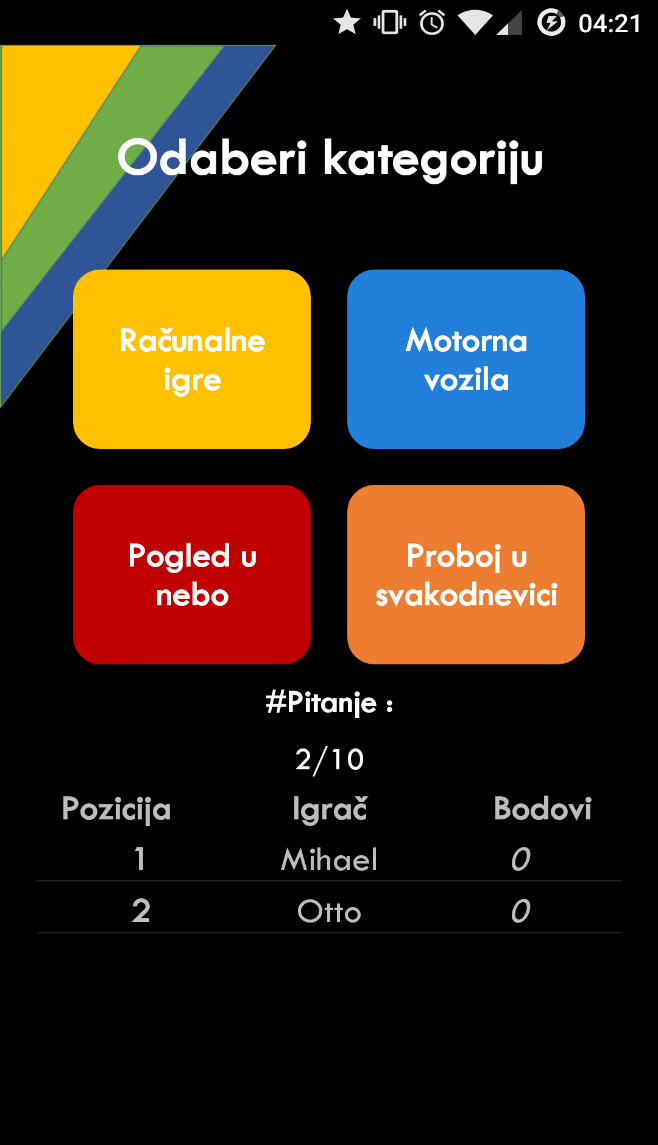 04:21
Odaberi kategoriju
Računalne
igre
Motorna
vozila
Pogled u
nebo
Proboj u
svakodnevici
#Pitanje :
2/10
Pozicija Igrač Bodovi
1 Mihael 0
2 Otto 0